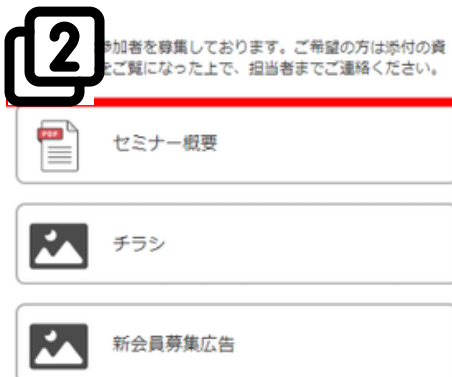 2
参加者を募集しております。ご希望の方は添付の資
をご覧になった上で、担当者までご連絡ください。
PDF
セミナー概要
チラシ
新会員募集広告